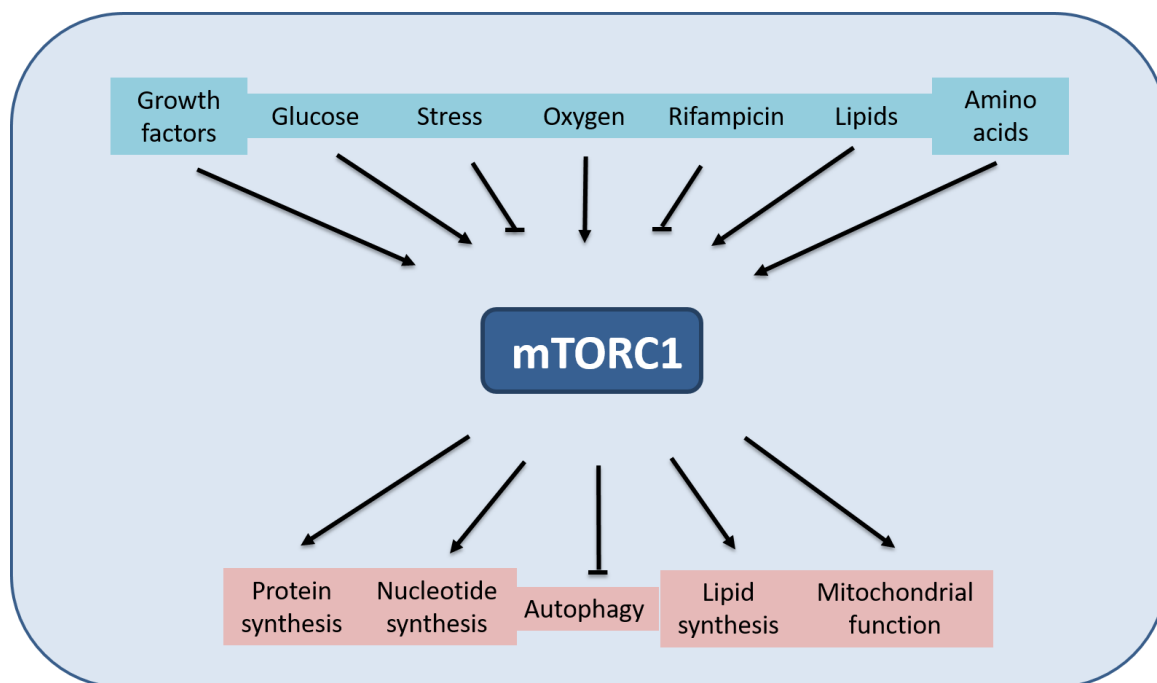 Growth
factors
Glucose
Stress
Oxygen
Rifampicin
Lipids
Amino
acids
mTORC1
Protein
synthesis
Nucleotide
synthesis
Autophagy
Lipid
synthesis
Mitochondrial
function